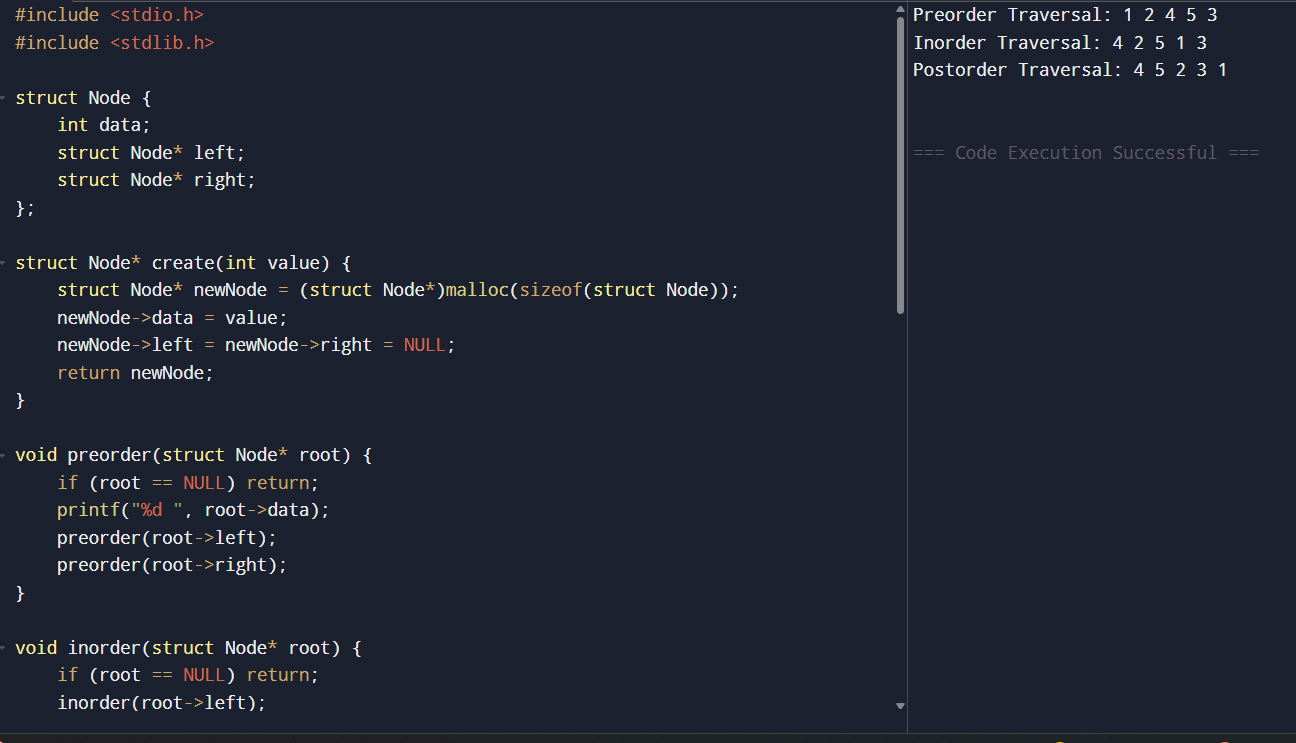 #include <stdio.h>
#include <stdlib.h>
struct Node {
    int data;
    struct Node* left;
    struct Node* right;
};
struct Node* create(int value) {
    struct Node* newNode = (struct Node*)malloc(sizeof(struct Node));
    newNode->data = value;
    newNode->left = newNode->right = NULL;
    return newNode;
}
void preorder(struct Node* root) {
    if (root == NULL) return;
    printf("%d ", root->data);
    preorder(root->left);
    preorder(root->right);
}
void inorder(struct Node* root) {
    if (root == NULL) return;
    inorder(root->left);
Preorder Traversal: 1 2 4 5 3
Inorder Traversal: 4 2 5 1 3
Postorder Traversal: 4 5 2 3 1
=== Code Execution Successful ===